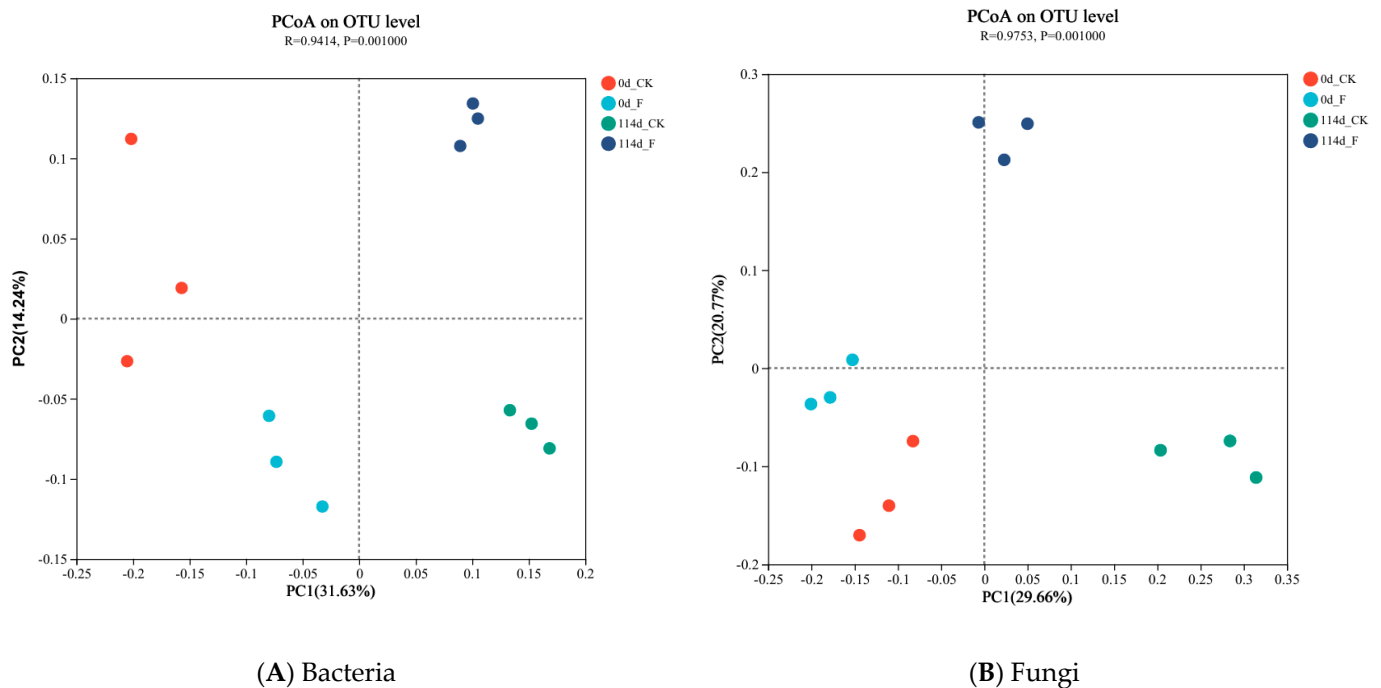 PCoA on OTU level
R=0.9414, P=0.001000
0.15
0.1
0.05
0
-0.05
-0.1
-0.15
PC2(14.24%)
-0.25
-0.2
-0.15
-0.1
-0.05
0
0.05
0.1
0.15
0.2
PC1(31.63%)
0d_CK
0d_F
114d_CK
114d_F
(A) Bacteria
PCoA on OTU level
R=0.9753, P=0.001000
0.3
0.2
0.1
0
-0.1
-0.2
PC2(20.77%)
-0.25
-0.2
-0.15
-0.1
-0.05
0
0.05
0.1
0.15
0.2
0.25
0.3
0.35
PC1(29.66%)
0d_CK
0d_F
114d_CK
114d_F
(B) Fungi